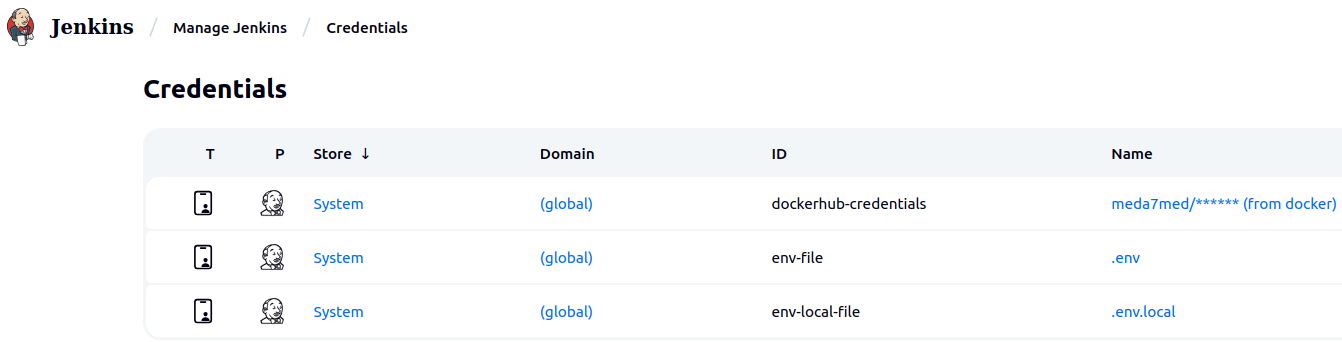 Jenkins / Manage Jenkins / Credentials
Credentials
T P Store ↓ Domain ID Name
System (global) dockerhub-credentials meda7med/****** (from docker)
System (global) env-file .env
System (global) env-local-file .env.local